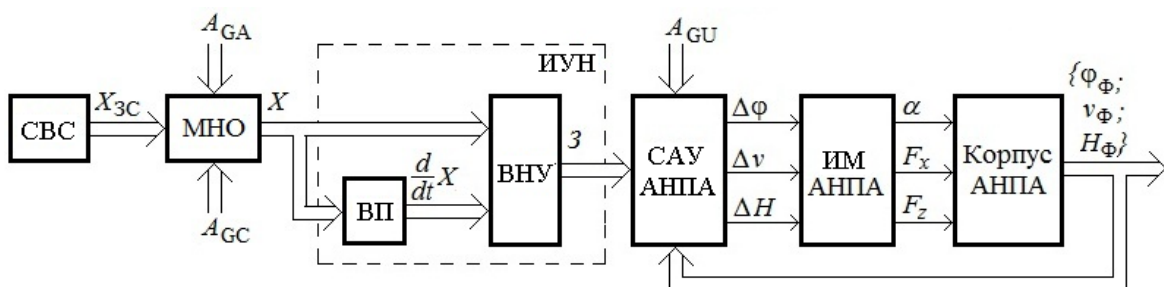 A_GA
A_GU
ИУН
{φ_Ф;
v_Ф;
H_Ф}
СВС
X_ЗС
МНО
X
ВНУ
З
САУ
АНПА
Δφ
Δv
ΔH
ИМ
АНПА
α
F_x
F_z
Корпус
АНПА
ВП
d/dt X
A_GC